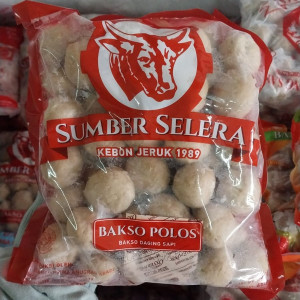 SUMBER SELERA
KEBON JERUK 1989
BAKSO POLOS
BAKSO DAGING SAPI